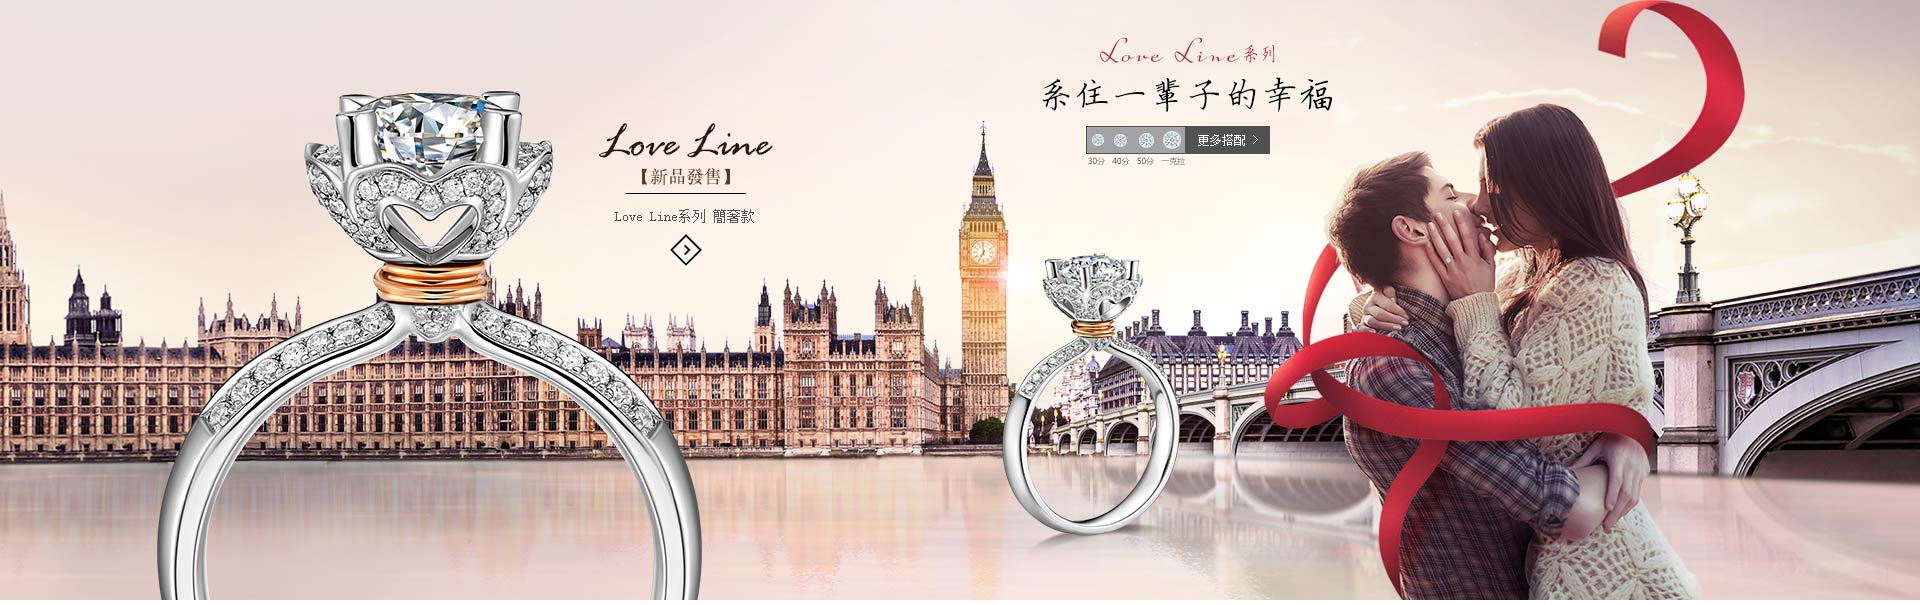 Love Line
【新品發售】
Love Line系列 簡奢款
Love Line系列
系住一輩子的幸福
更多搭配 >
30分 40分 50分 一克拉